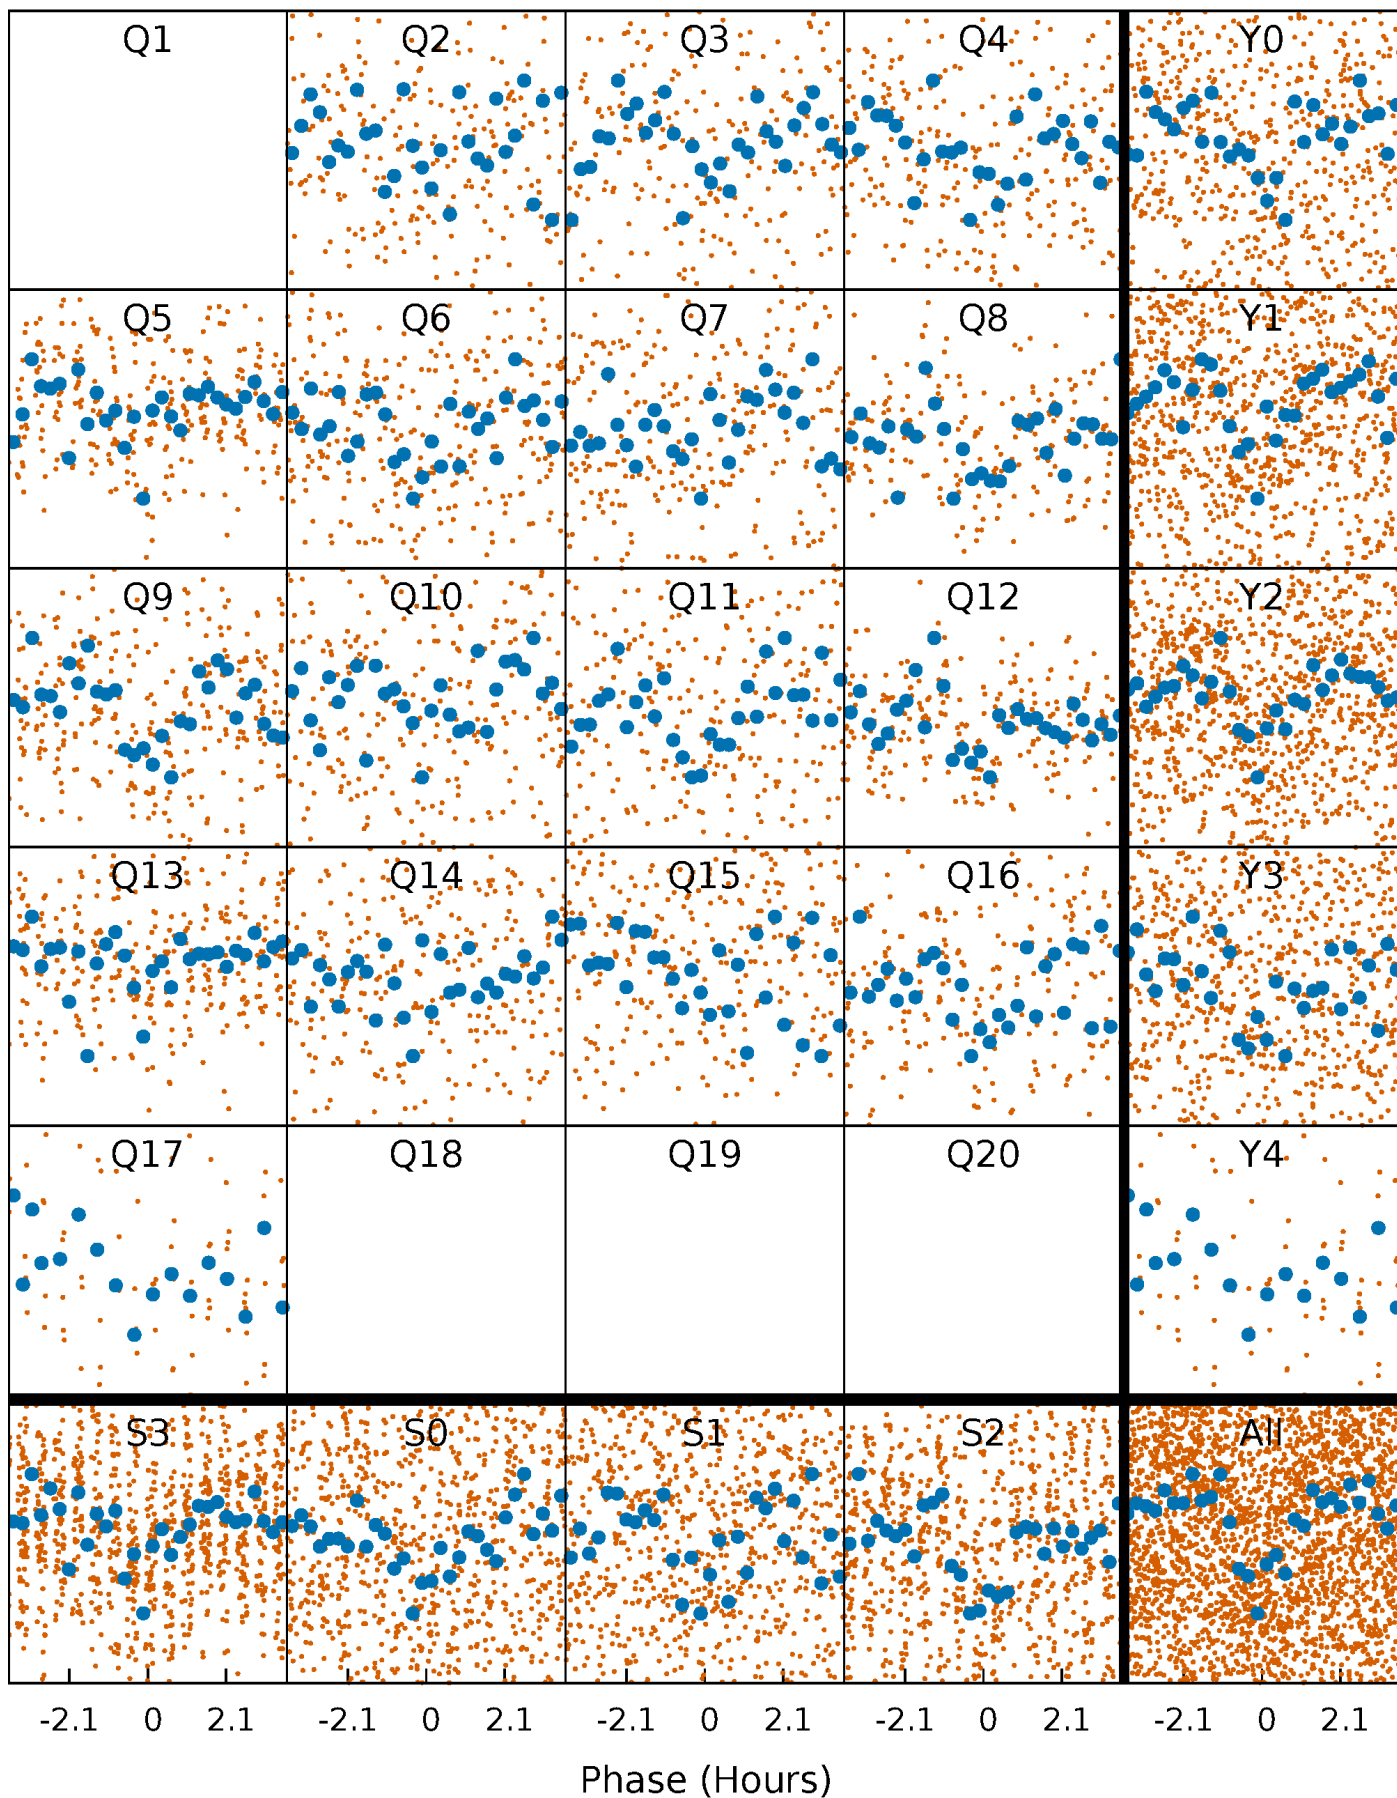 Q1 Q2 Q3 Q4 Y0
Q5 Q6 Q7 Q8 Y1
Q9 Q10 Q11 Q12 Y2
Q13 Q14 Q15 Q16 Y3
Q17 Q18 Q19 Q20 Y4
S3 S0 S1 S2 All
-2.1 0 2.1 -2.1 0 2.1 -2.1 0 2.1 -2.1 0 2.1 -2.1 0 2.1
Phase (Hours)